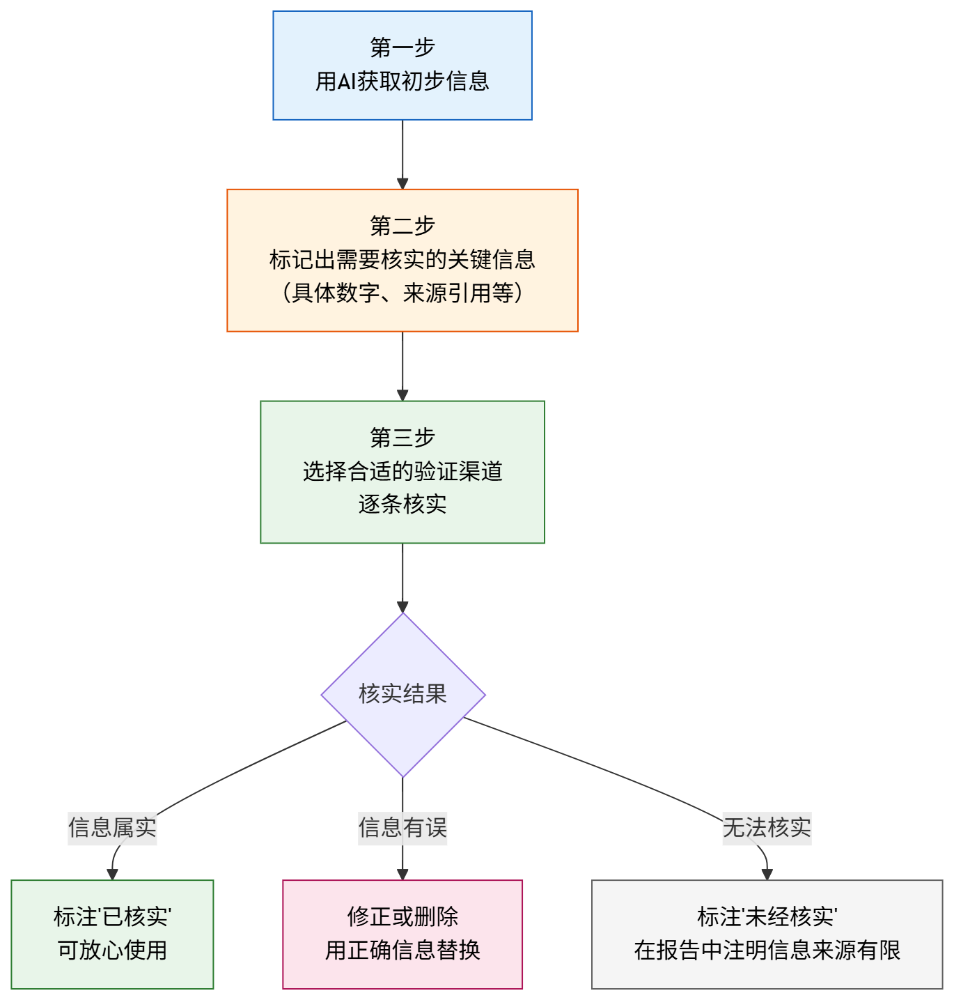 第一步
用AI获取初步信息
第二步
标记出需要核实的关键信息
（具体数字、来源引用等）
第三步
选择合适的验证渠道
逐条核实
核实结果
信息属实
信息有误
无法核实
标注'已核实'
可放心使用
修正或删除
用正确信息替换
标注'未经核实'
在报告中注明信息来源有限